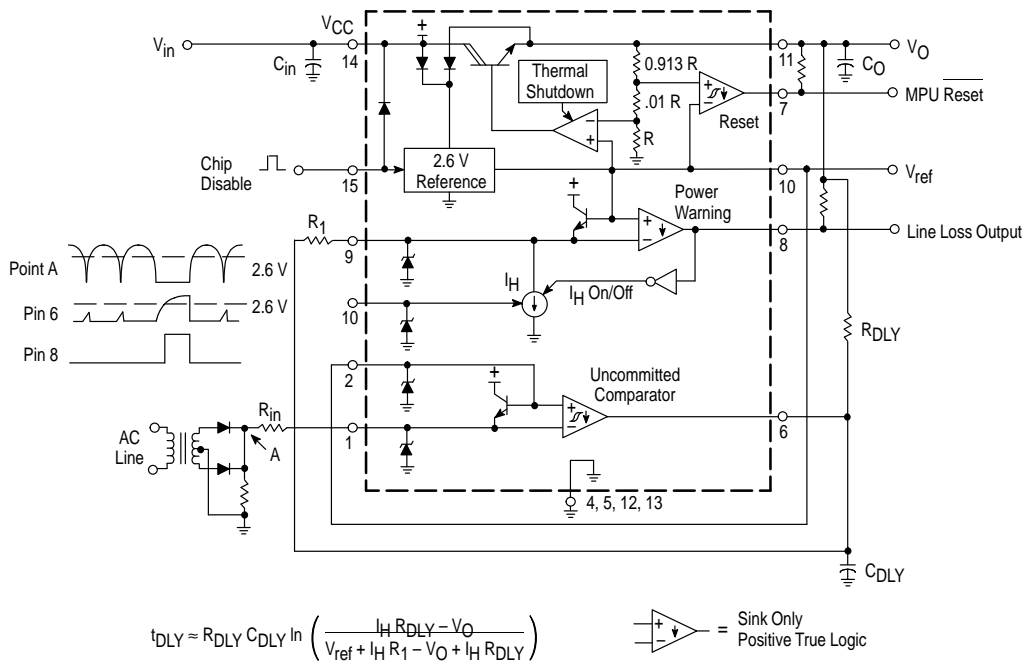 V_in
C_in
V_CC
14
+
Thermal
Shutdown
0.913 R
.01 R
R
−
+
+
−
Reset
11
C_O
V_O
7
MPU Reset
Chip
Disable
15
2.6 V
Reference
10
V_ref
+
Power
Warning
R_1
9
+
−
8
Line Loss Output
Point A
2.6 V
I_H
I_H On/Off
Pin 6
2.6 V
10
R_DLY
Pin 8
2
+
Uncommitted
Comparator
+
−
6
R_in
1
AC
Line
A
4, 5, 12, 13
C_DLY
t_DLY ≈ R_DLY C_DLY ln ( (I_H R_DLY – V_O) / (V_ref + I_H R_1 – V_O + I_H R_DLY) )
= Sink Only
Positive True Logic